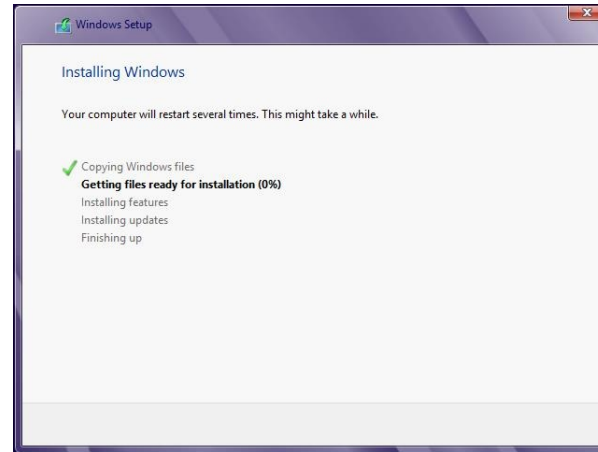 Windows Setup
Installing Windows
Your computer will restart several times. This might take a while.
Copying Windows files
Getting files ready for installation (0%)
Installing features
Installing updates
Finishing up